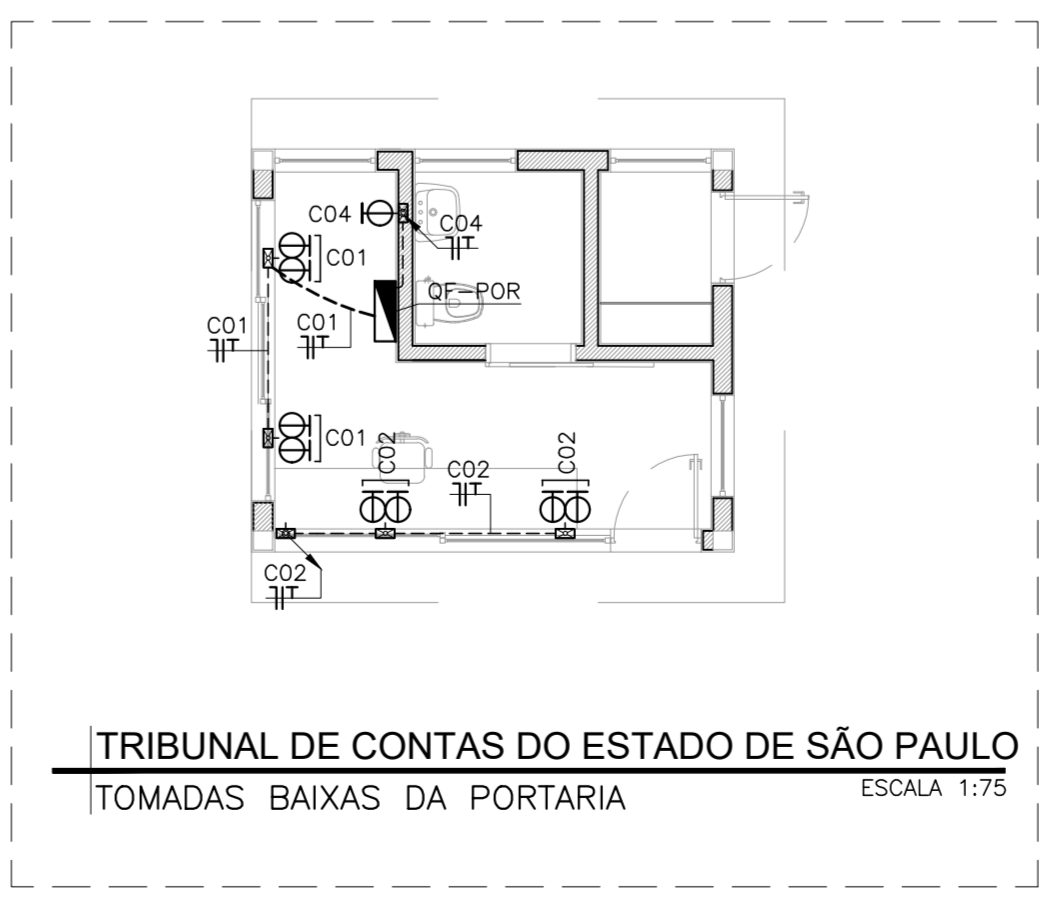 C04
C04
C01
QF-POR
C01
C01
C01
C02
C02
C02
C02
TRIBUNAL DE CONTAS DO ESTADO DE SÃO PAULO
TOMADAS BAIXAS DA PORTARIA
ESCALA 1:75